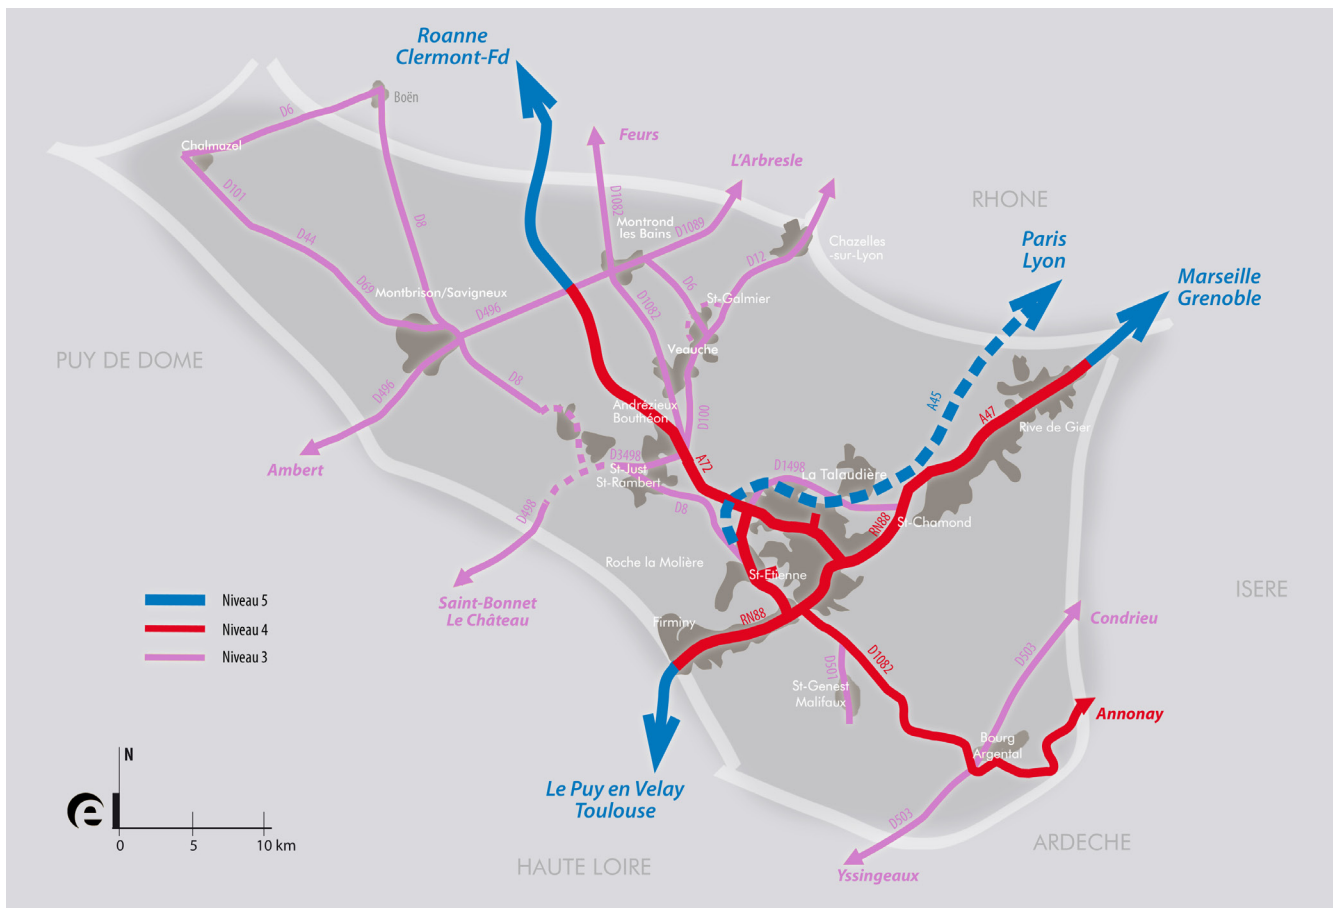 Roanne
Clermont-Fd
Boën
D6
Chalmazel
Feurs
L'Arbresle
D101
D8
D1082
RHONE
Montrond
les Bains
D1089
D44
Chazelles
-sur-Lyon
D12
Paris
Lyon
Marseille
Grenoble
D69
Montbrison/Savigneux
D6
St-Galmier
D496
D1082
PUY DE DOME
Veauche
D8
D496
A45
Andrézieux
Bouthéon
D100
A47
Rive de Gier
Ambert
D3498
St-Just
St-Rambert
A72
D1498
La Talaudière
D498
D8
RN88
St-Chamond
Roche la Molière
St-Etienne
ISERE
Saint-Bonnet
Le Château
Niveau 5
Niveau 4
Niveau 3
Firminy
RN88
Condrieu
D501
D1082
D503
St-Genest
Malifaux
Annonay
Bourg
Argental
N
Le Puy en Velay
Toulouse
e
0 5 10 km
D503
ARDECHE
HAUTE LOIRE
Yssingeaux